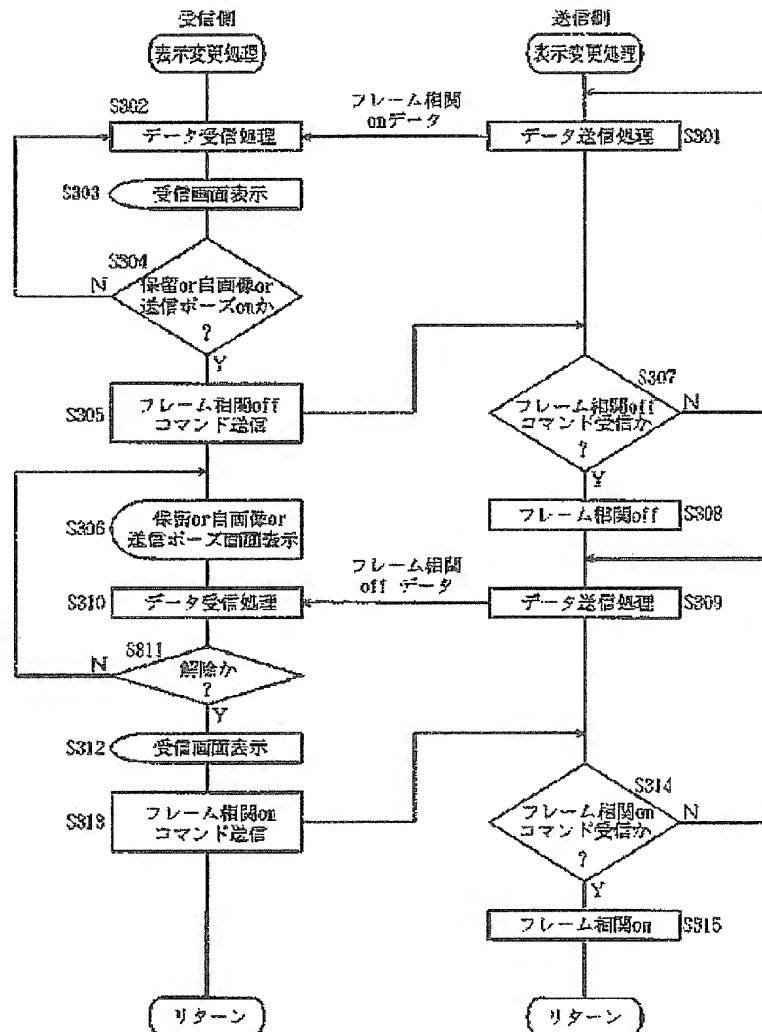 受信側
送信側
表示変更処理
表示変更処理
S302
フレーム相関
onデータ
データ受信処理
データ送信処理
S301
S303
受信画面表示
S304
N
保留or自画像or
送信ポーズonか
?
Y
S307
S305
フレーム相関off
コマンド送信
フレーム相関off
コマンド受信か
?
N
Y
S306
保留or自画像or
送信ポーズ画面表示
フレーム相関off
S308
フレーム相関
off データ
S310
データ受信処理
データ送信処理
S309
S311
N
解除か
?
Y
S312
受信画面表示
S314
S313
フレーム相関on
コマンド送信
フレーム相関on
コマンド受信か
?
N
Y
フレーム相関on
S315
リターン
リターン